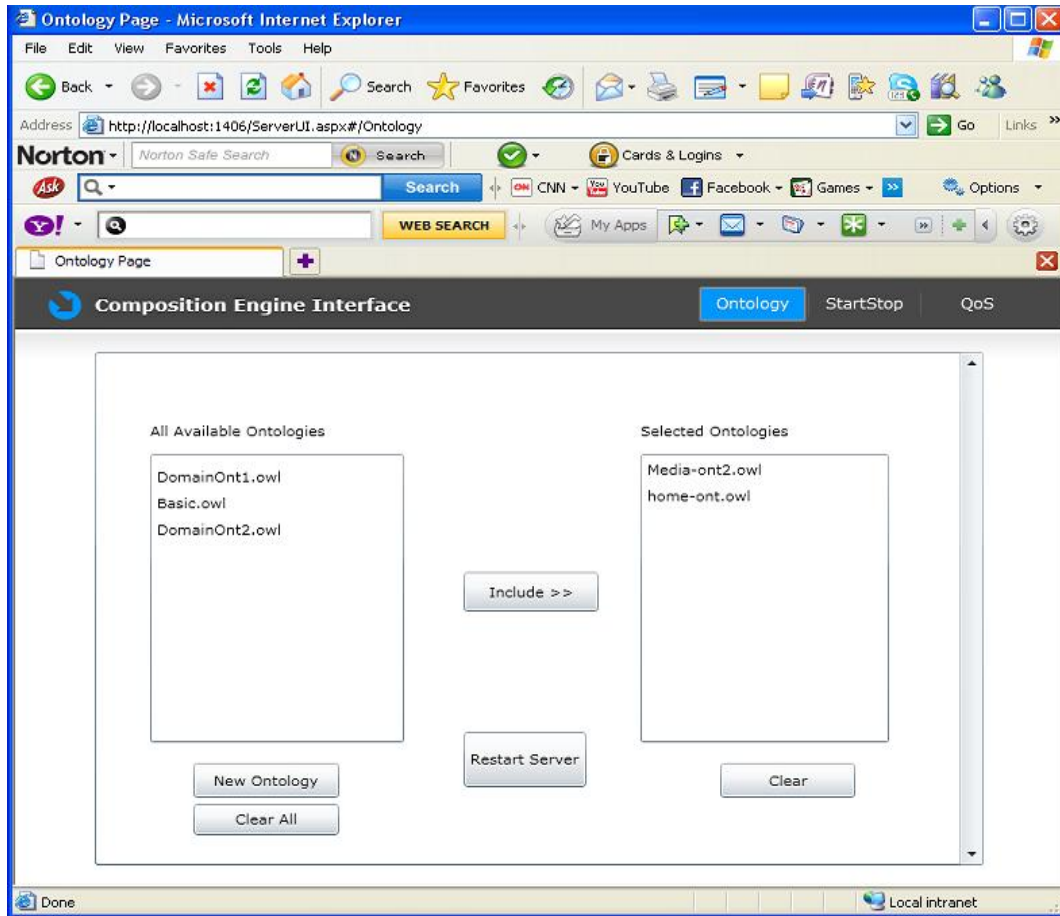 Ontology Page - Microsoft Internet Explorer
File Edit View Favorites Tools Help
Back Search Favorites
Address http://localhost:1406/ServerUI.aspx#/Ontology Go Links »
Norton Norton Safe Search Search Cards & Logins
Ask Search CNN YouTube Facebook Games » Options
Y! WEB SEARCH My Apps »
Ontology Page
Composition Engine Interface Ontology StartStop QoS
All Available Ontologies Selected Ontologies
DomainOnt1.owl Media-ont2.owl
Basic.owl home-ont.owl
DomainOnt2.owl
Include >>
Restart Server
New Ontology Clear
Clear All
Done Local intranet